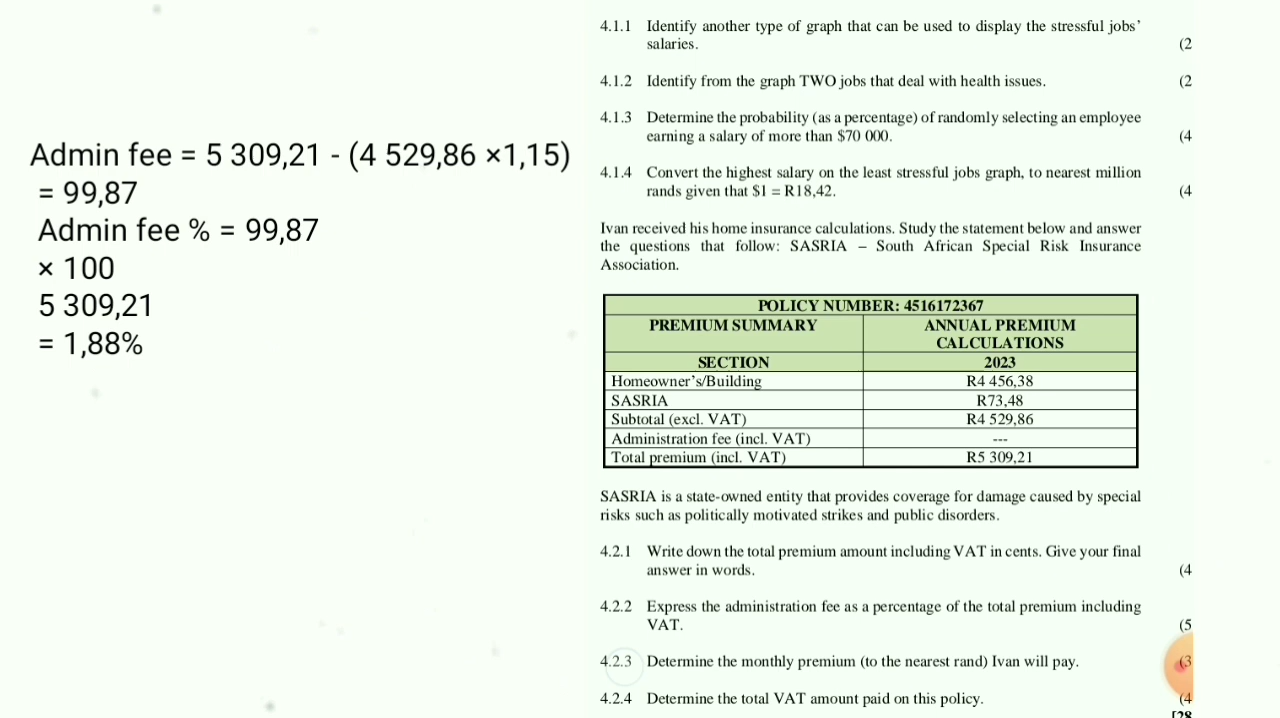 Admin fee = 5 309,21 - (4 529,86 ×1,15)
= 99,87
Admin fee % = 99,87
× 100
5 309,21
= 1,88%
4.1.1 Identify another type of graph that can be used to display the stressful jobs’
salaries. (2
4.1.2 Identify from the graph TWO jobs that deal with health issues. (2
4.1.3 Determine the probability (as a percentage) of randomly selecting an employee
earning a salary of more than $70 000. (4
4.1.4 Convert the highest salary on the least stressful jobs graph, to nearest million
rands given that $1 = R18,42. (4
Ivan received his home insurance calculations. Study the statement below and answer
the questions that follow: SASRIA – South African Special Risk Insurance
Association.
POLICY NUMBER: 4516172367
PREMIUM SUMMARY ANNUAL PREMIUM
CALCULATIONS
SECTION 2023
Homeowner’s/Building R4 456,38
SASRIA R73,48
Subtotal (excl. VAT) R4 529,86
Administration fee (incl. VAT) ---
Total premium (incl. VAT) R5 309,21
SASRIA is a state-owned entity that provides coverage for damage caused by special
risks such as politically motivated strikes and public disorders.
4.2.1 Write down the total premium amount including VAT in cents. Give your final
answer in words. (4
4.2.2 Express the administration fee as a percentage of the total premium including
VAT. (5
4.2.3 Determine the monthly premium (to the nearest rand) Ivan will pay. (3
4.2.4 Determine the total VAT amount paid on this policy. (4
[28